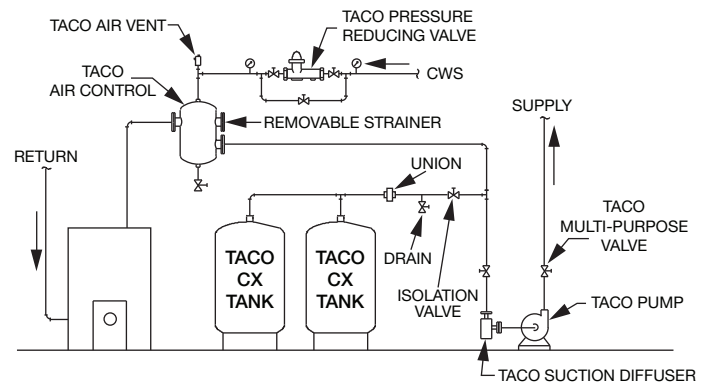 TACO AIR VENT
TACO PRESSURE
REDUCING VALVE
TACO
AIR CONTROL
CWS
REMOVABLE STRAINER
SUPPLY
RETURN
UNION
TACO
MULTI-PURPOSE
VALVE
TACO
CX
TANK
TACO
CX
TANK
DRAIN
ISOLATION
VALVE
TACO PUMP
TACO SUCTION DIFFUSER